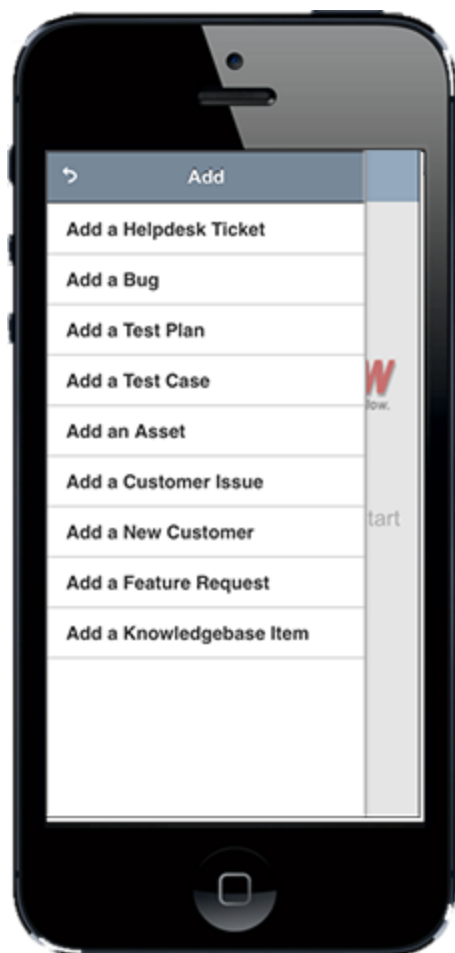 Add
Add a Helpdesk Ticket
Add a Bug
Add a Test Plan
Add a Test Case
Add an Asset
Add a Customer Issue
Add a New Customer
Add a Feature Request
Add a Knowledgebase Item